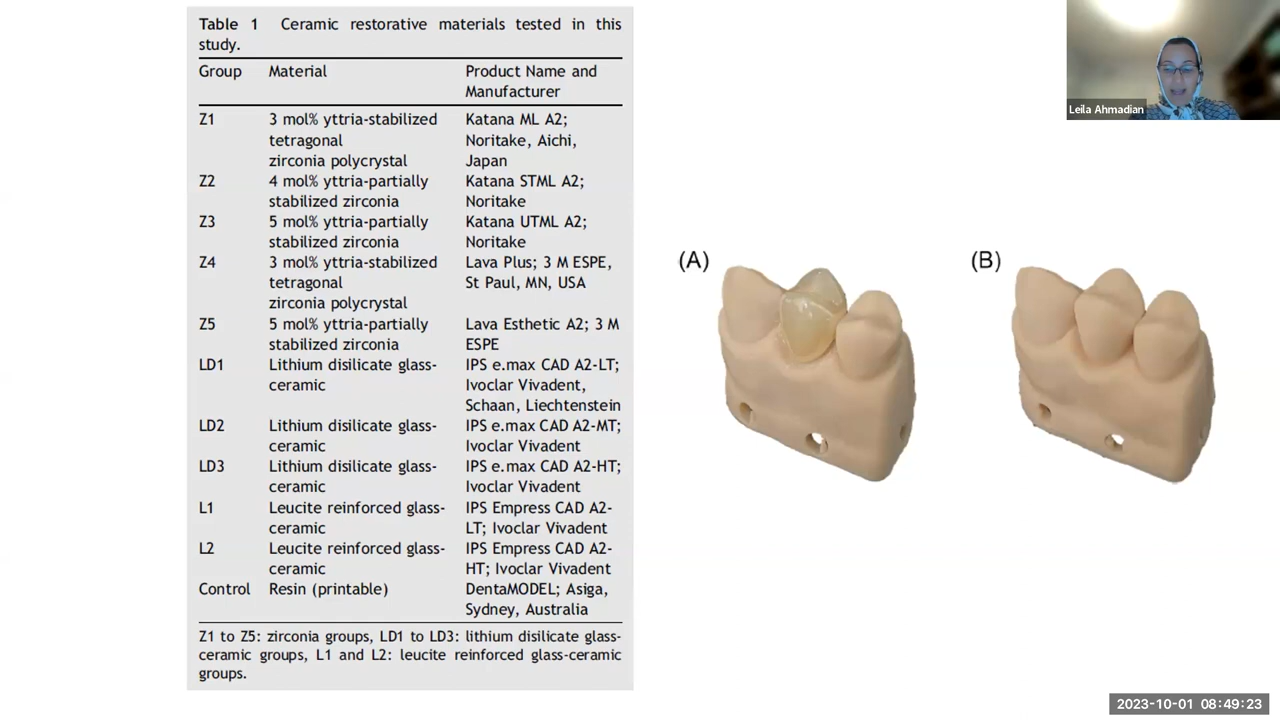 Table 1 Ceramic restorative materials tested in this
study.
Group Material Product Name and
Manufacturer
Z1 3 mol% yttria-stabilized Katana ML A2;
tetragonal Noritake, Aichi,
zirconia polycrystal Japan
Z2 4 mol% yttria-partially Katana STML A2;
stabilized zirconia Noritake
Z3 5 mol% yttria-partially Katana UTML A2;
stabilized zirconia Noritake
Z4 3 mol% yttria-stabilized Lava Plus; 3 M ESPE,
tetragonal St Paul, MN, USA
zirconia polycrystal
Z5 5 mol% yttria-partially Lava Esthetic A2; 3 M
stabilized zirconia ESPE
LD1 Lithium disilicate glass- IPS e.max CAD A2-LT;
ceramic Ivoclar Vivadent,
Schaan, Liechtenstein
LD2 Lithium disilicate glass- IPS e.max CAD A2-MT;
ceramic Ivoclar Vivadent
LD3 Lithium disilicate glass- IPS e.max CAD A2-HT;
ceramic Ivoclar Vivadent
L1 Leucite reinforced glass- IPS Empress CAD A2-
ceramic LT; Ivoclar Vivadent
L2 Leucite reinforced glass- IPS Empress CAD A2-
ceramic HT; Ivoclar Vivadent
Control Resin (printable) DentaMODEL; Asiga,
Sydney, Australia
Z1 to Z5: zirconia groups, LD1 to LD3: lithium disilicate glass-
ceramic groups, L1 and L2: leucite reinforced glass-ceramic
groups.
(A) (B)
Leila Ahmadian
2023-10-01 08:49:23